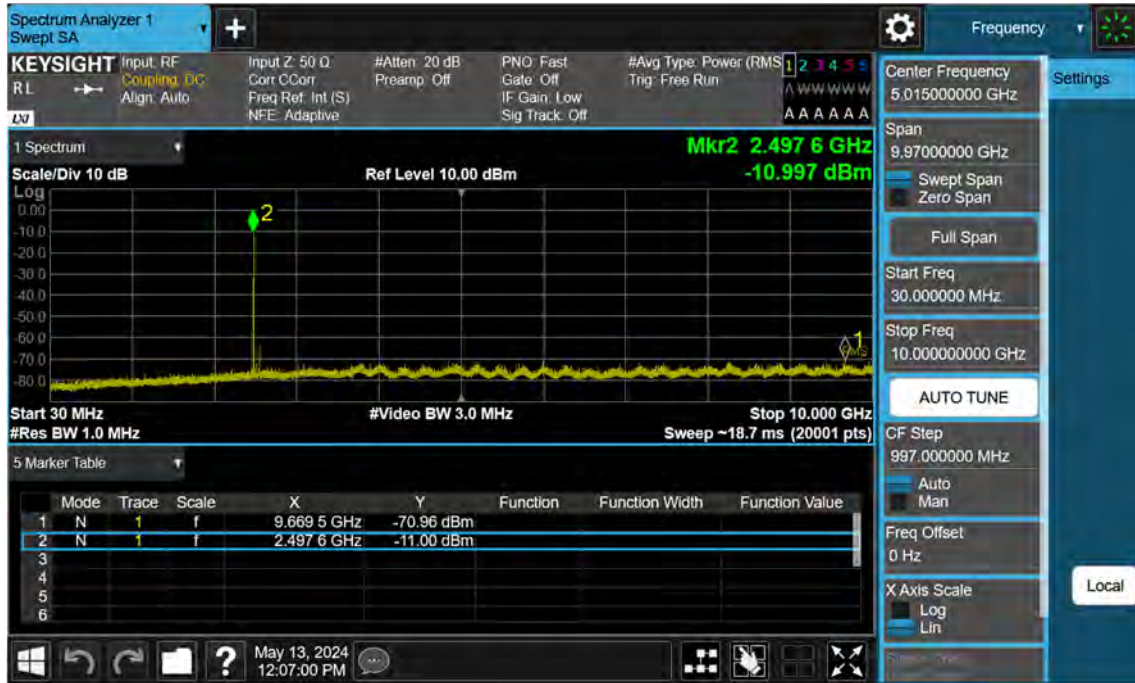 Spectrum Analyzer 1
Swept SA
+
Frequency
KEYSIGHT
RL
LXI
Input: RF
Coupling: DC
Align: Auto
Input Z: 50 Ω
Corr CCorr
Freq Ref: Int (S)
NFE: Adaptive
#Atten: 20 dB
Preamp: Off
PNO: Fast
Gate: Off
IF Gain: Low
Sig Track: Off
#Avg Type: Power (RMS
Trig: Free Run
1 2 3 4 5 6
A W W W W W
A A A A A A
1 Spectrum
Scale/Div 10 dB
Ref Level 10.00 dBm
Mkr2 2.497 6 GHz
-10.997 dBm
Log
0.00
-10.0
-20.0
-30.0
-40.0
-50.0
-60.0
-70.0
-80.0
2
1
RMS
Start 30 MHz
#Video BW 3.0 MHz
Stop 10.000 GHz
#Res BW 1.0 MHz
Sweep ~18.7 ms (20001 pts)
5 Marker Table
Mode Trace Scale X Y Function Function Width Function Value
1 N 1 f 9.669 5 GHz -70.96 dBm
2 N 1 f 2.497 6 GHz -11.00 dBm
3
4
5
6
May 13, 2024
12:07:00 PM
?
Center Frequency
5.015000000 GHz
Span
9.97000000 GHz
Swept Span
Zero Span
Full Span
Start Freq
30.000000 MHz
Stop Freq
10.000000000 GHz
AUTO TUNE
CF Step
997.000000 MHz
Auto
Man
Freq Offset
0 Hz
X Axis Scale
Log
Lin
Settings
Local